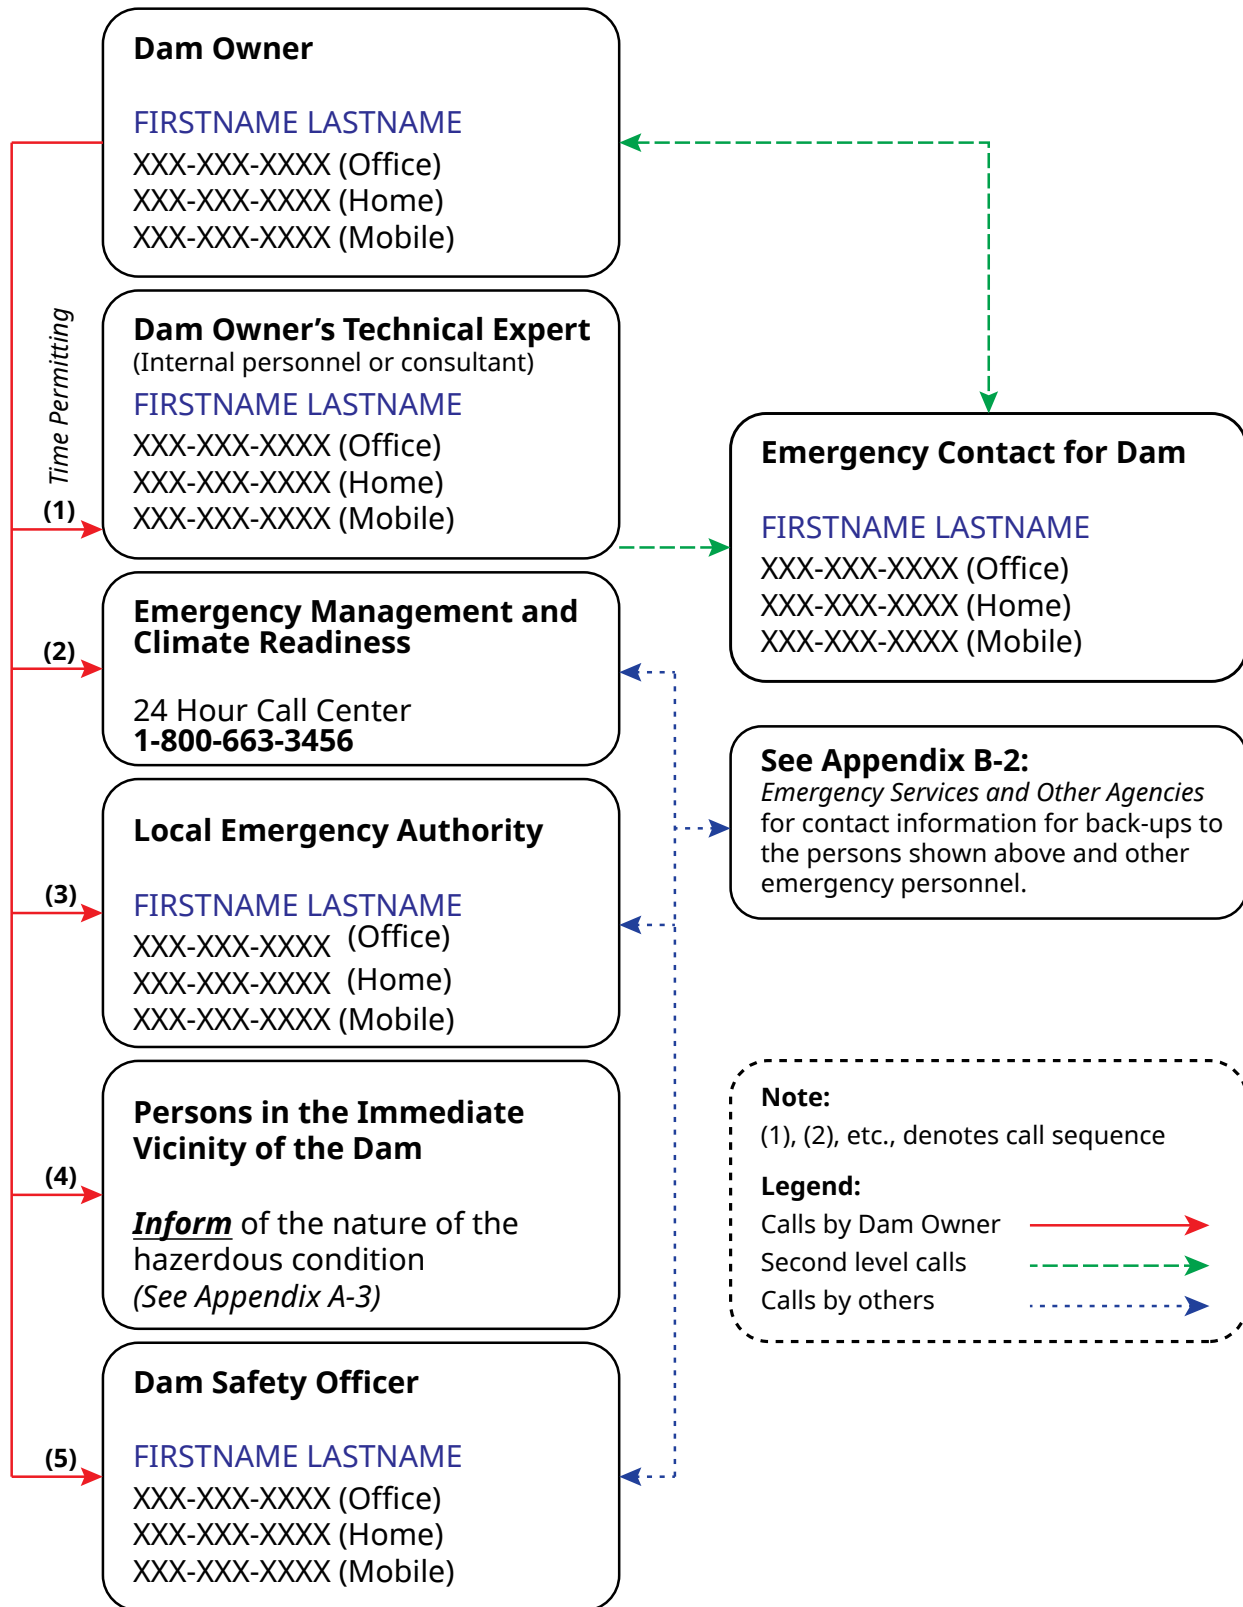 Dam Owner
FIRSTNAME LASTNAME
XXX-XXX-XXXX (Office)
XXX-XXX-XXXX (Home)
XXX-XXX-XXXX (Mobile)
Time Permitting
(1)
Dam Owner’s Technical Expert
(Internal personnel or consultant)
FIRSTNAME LASTNAME
XXX-XXX-XXXX (Office)
XXX-XXX-XXXX (Home)
XXX-XXX-XXXX (Mobile)
Emergency Contact for Dam
FIRSTNAME LASTNAME
XXX-XXX-XXXX (Office)
XXX-XXX-XXXX (Home)
XXX-XXX-XXXX (Mobile)
(2)
Emergency Management and
Climate Readiness
24 Hour Call Center
1-800-663-3456
See Appendix B-2:
Emergency Services and Other Agencies
for contact information for back-ups to
the persons shown above and other
emergency personnel.
(3)
Local Emergency Authority
FIRSTNAME LASTNAME
XXX-XXX-XXXX (Office)
XXX-XXX-XXXX (Home)
XXX-XXX-XXXX (Mobile)
(4)
Persons in the Immediate
Vicinity of the Dam
Inform of the nature of the
hazerdous condition
(See Appendix A-3)
Note:
(1), (2), etc., denotes call sequence
Legend:
Calls by Dam Owner
Second level calls
Calls by others
(5)
Dam Safety Officer
FIRSTNAME LASTNAME
XXX-XXX-XXXX (Office)
XXX-XXX-XXXX (Home)
XXX-XXX-XXXX (Mobile)